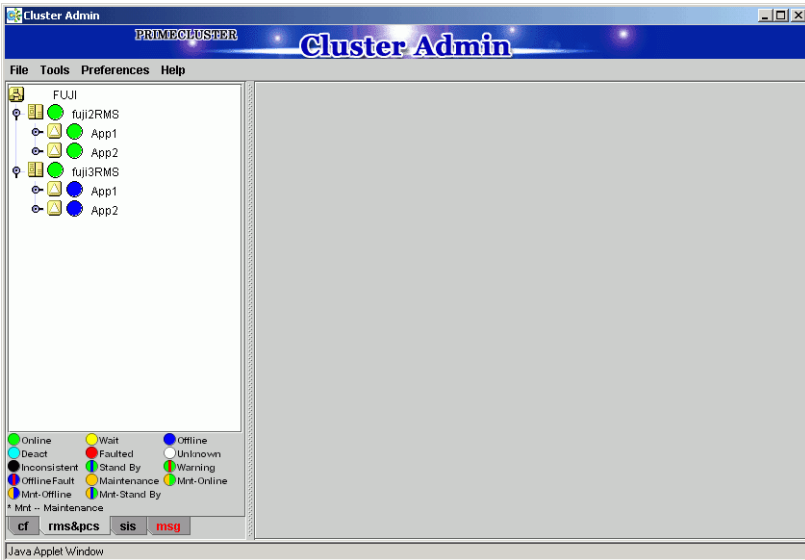 Cluster Admin
PRIMECLUSTER
Cluster Admin
File Tools Preferences Help
FUJI
fuji2RMS
App1
App2
fuji3RMS
App1
App2
Online Wait Offline
Deact Faulted Unknown
Inconsistent Stand By Warning
OfflineFault Maintenance Mnt-Online
Mnt-Offline Mnt-Stand By
* Mnt -- Maintenance
cf rms&pcs sis msg
Java Applet Window